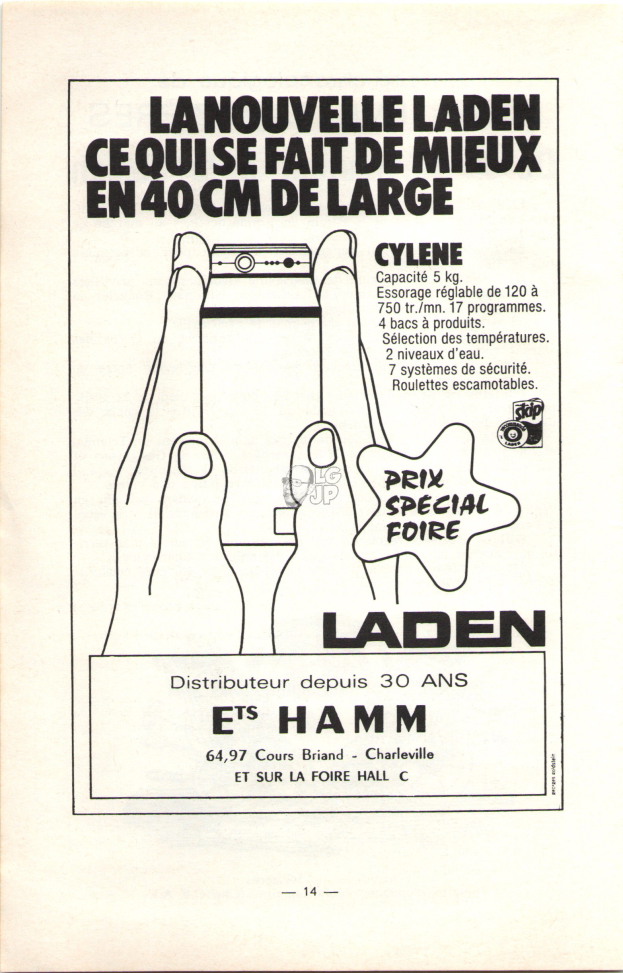 LA NOUVELLE LADEN
CE QUI SE FAIT DE MIEUX
EN 40 CM DE LARGE
CYLENE
Capacité 5 kg.
Essorage réglable de 120 à
750 tr./mn. 17 programmes.
4 bacs à produits.
Sélection des températures.
2 niveaux d'eau.
7 systèmes de sécurité.
Roulettes escamotables.
skip
LADEN
LG
JP
PRIX
SPÉCIAL
FOIRE
LADEN
Distributeur depuis 30 ANS
ETS HAMM
64,97 Cours Briand - Charleville
ET SUR LA FOIRE HALL C
— 14 —